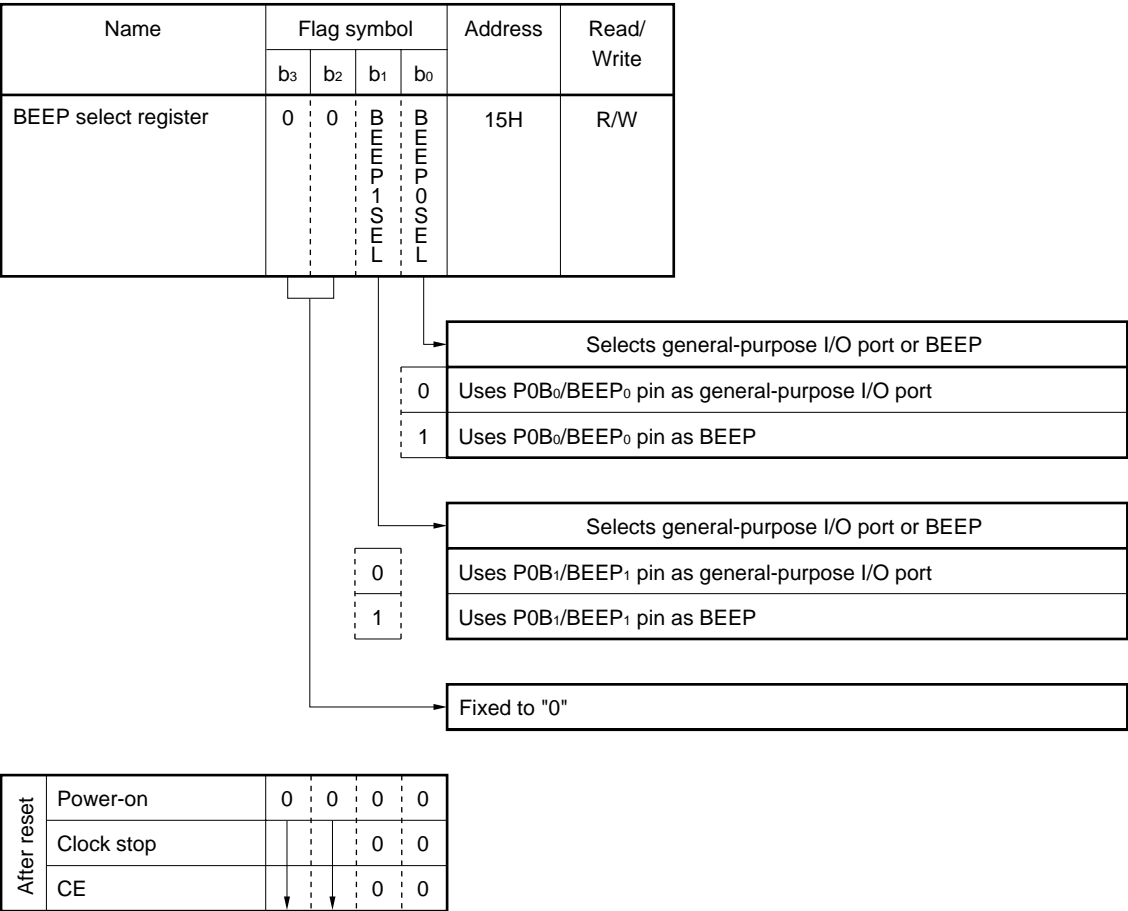 Name Flag symbol Address Read/
Write
b₃ b₂ b₁ b₀
BEEP select register 0 0 BEEP1SEL BEEP0SEL 15H R/W
Selects general-purpose I/O port or BEEP
0 Uses P0B₀/BEEP₀ pin as general-purpose I/O port
1 Uses P0B₀/BEEP₀ pin as BEEP
Selects general-purpose I/O port or BEEP
0 Uses P0B₁/BEEP₁ pin as general-purpose I/O port
1 Uses P0B₁/BEEP₁ pin as BEEP
Fixed to "0"
After reset
Power-on 0 0 0 0
Clock stop 0 0
CE 0 0